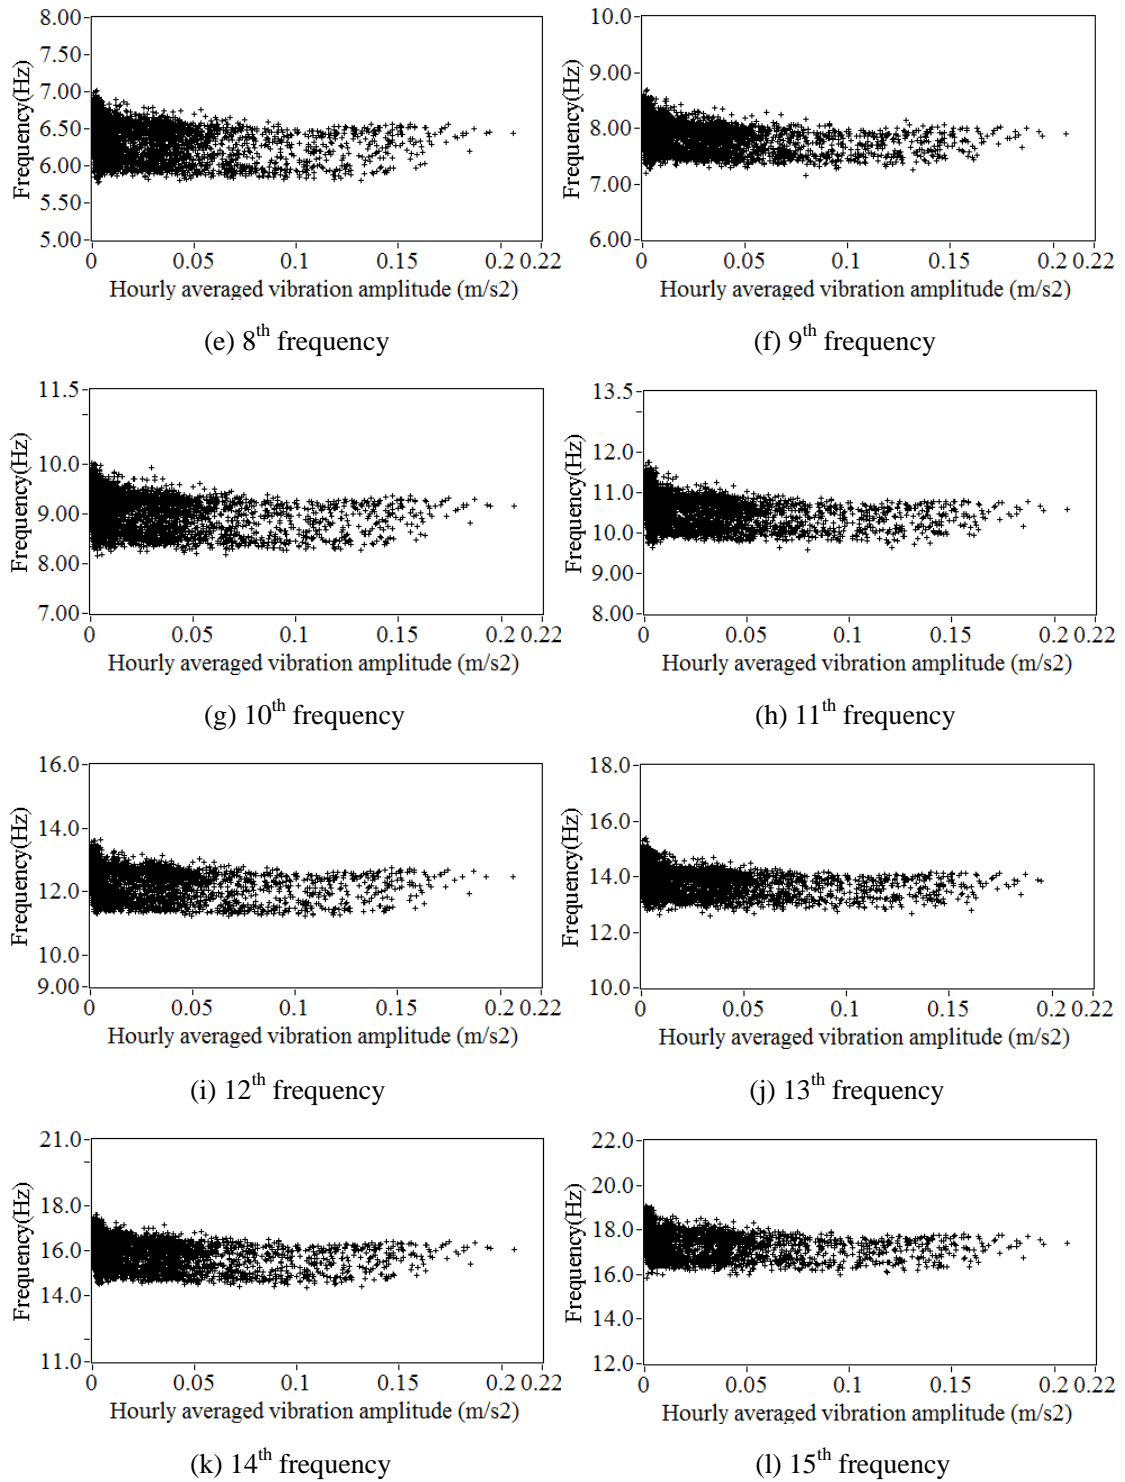 8.00
7.50
7.00
6.50
6.00
5.50
5.00
Frequency(Hz)
0 0.05 0.1 0.15 0.2 0.22
Hourly averaged vibration amplitude (m/s2)
(e) 8th frequency
10.0
9.00
8.00
7.00
6.00
Frequency(Hz)
0 0.05 0.1 0.15 0.2 0.22
Hourly averaged vibration amplitude (m/s2)
(f) 9th frequency
11.5
10.0
9.00
8.00
7.00
Frequency(Hz)
0 0.05 0.1 0.15 0.2 0.22
Hourly averaged vibration amplitude (m/s2)
(g) 10th frequency
13.5
12.0
11.0
10.0
9.00
8.00
Frequency(Hz)
0 0.05 0.1 0.15 0.2 0.22
Hourly averaged vibration amplitude (m/s2)
(h) 11th frequency
16.0
14.0
12.0
10.0
9.00
Frequency(Hz)
0 0.05 0.1 0.15 0.2 0.22
Hourly averaged vibration amplitude (m/s2)
(i) 12th frequency
18.0
16.0
14.0
12.0
10.0
Frequency(Hz)
0 0.05 0.1 0.15 0.2 0.22
Hourly averaged vibration amplitude (m/s2)
(j) 13th frequency
21.0
18.0
16.0
14.0
11.0
Frequency(Hz)
0 0.05 0.1 0.15 0.2 0.22
Hourly averaged vibration amplitude (m/s2)
(k) 14th frequency
22.0
20.0
18.0
16.0
14.0
12.0
Frequency(Hz)
0 0.05 0.1 0.15 0.2 0.22
Hourly averaged vibration amplitude (m/s2)
(l) 15th frequency